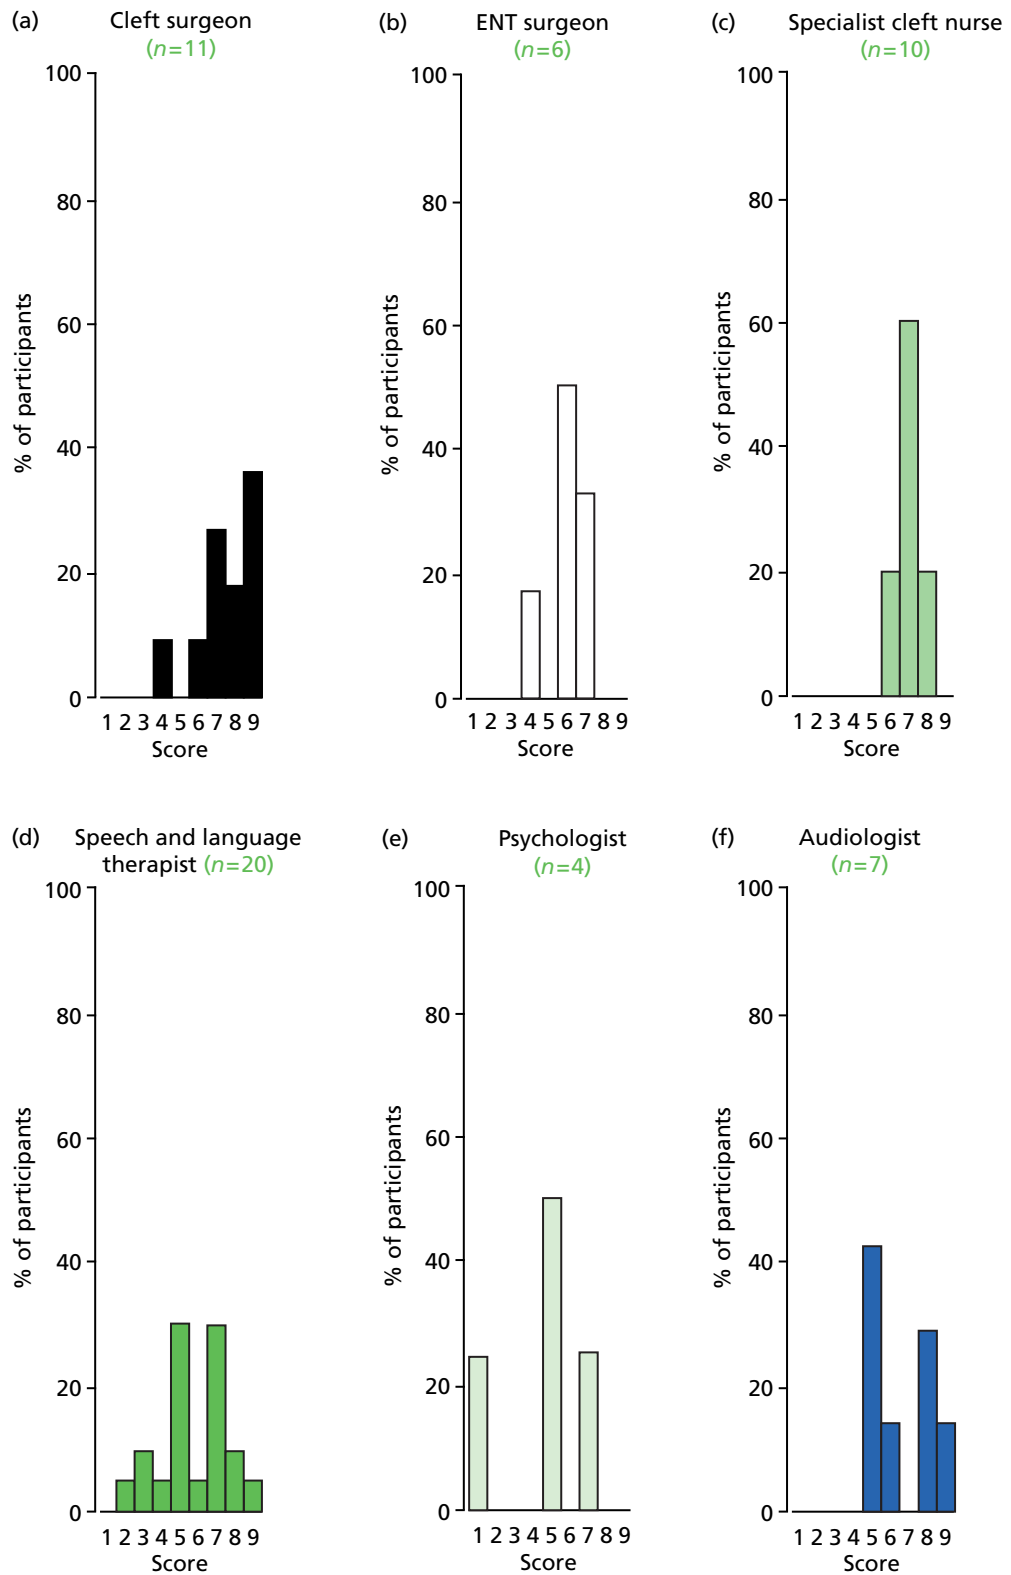 (a) Cleft surgeon
(n=11)
100
80
60
40
20
0
% of participants
1 2 3 4 5 6 7 8 9
Score
(b) ENT surgeon
(n=6)
100
80
60
40
20
0
% of participants
1 2 3 4 5 6 7 8 9
Score
(c) Specialist cleft nurse
(n=10)
100
80
60
40
20
0
% of participants
1 2 3 4 5 6 7 8 9
Score
(d) Speech and language
therapist (n=20)
100
80
60
40
20
0
% of participants
1 2 3 4 5 6 7 8 9
Score
(e) Psychologist
(n=4)
100
80
60
40
20
0
% of participants
1 2 3 4 5 6 7 8 9
Score
(f) Audiologist
(n=7)
100
80
60
40
20
0
% of participants
1 2 3 4 5 6 7 8 9
Score